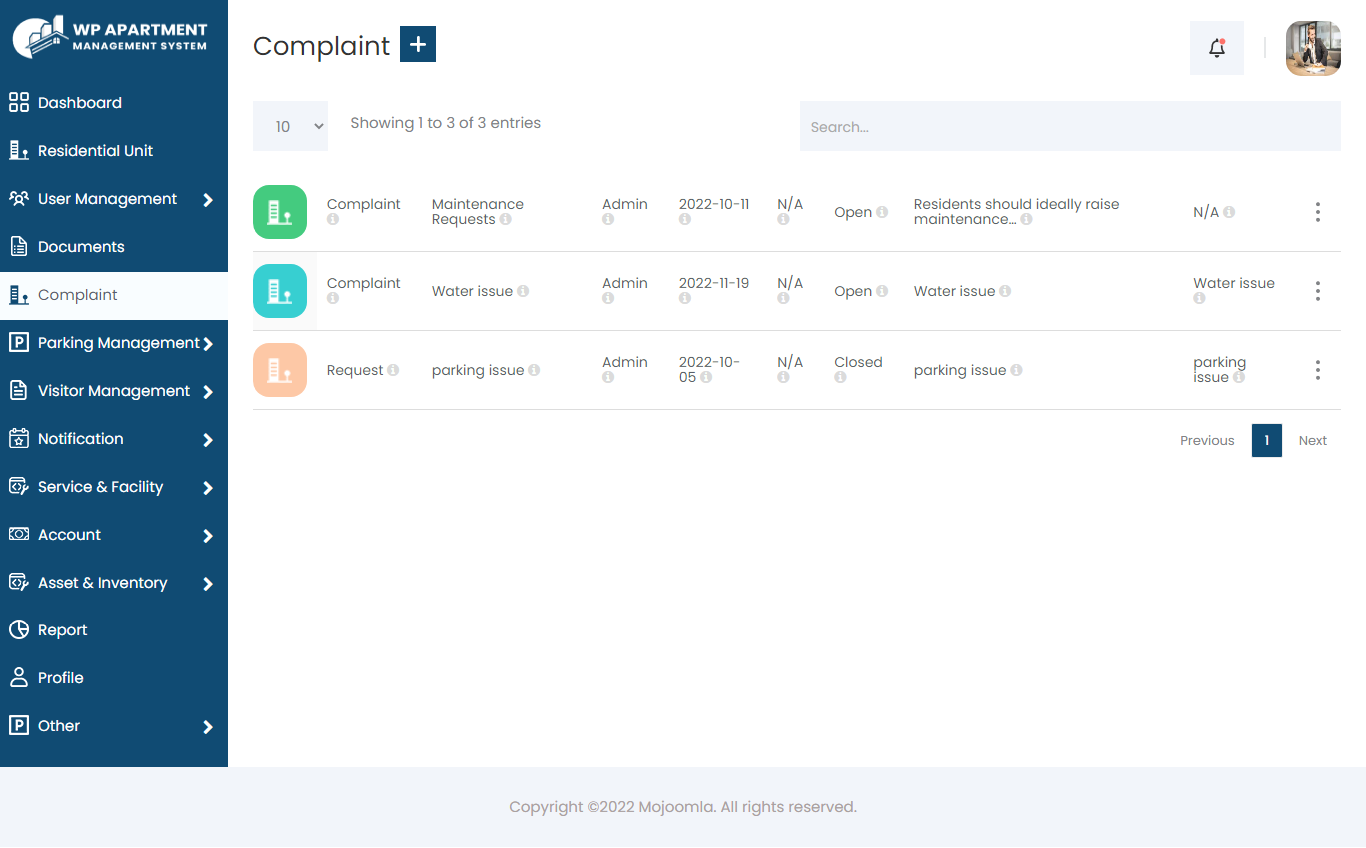 WP APARTMENT
MANAGEMENT SYSTEM
Dashboard
Residential Unit
User Management
Documents
Complaint
Parking Management
Visitor Management
Notification
Service & Facility
Account
Asset & Inventory
Report
Profile
Other
Complaint +
10
Showing 1 to 3 of 3 entries
Search...
Complaint
Maintenance
Requests
Admin
2022-10-11
N/A
Open
Residents should ideally raise
maintenance...
N/A
Complaint
Water issue
Admin
2022-11-19
N/A
Open
Water issue
Water issue
Request
parking issue
Admin
2022-10-
05
N/A
Closed
parking issue
parking
issue
Previous 1 Next
Copyright ©2022 Mojoomla. All rights reserved.